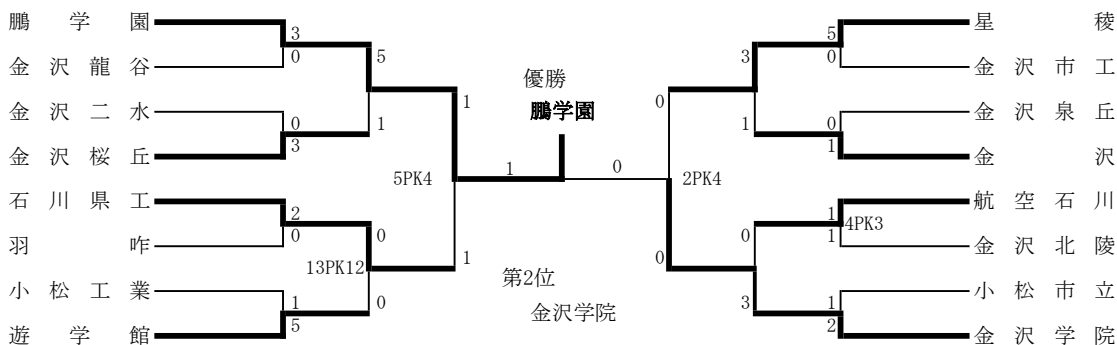 鵬学園 星稜
3 5
0 5 3 0
金沢龍谷 金沢市工
優勝
1 0
金沢二水 鵬学園 金沢泉丘
0 1 1 0
3 1
金沢桜丘 金沢
5PK4 1 0 2PK4
石川県工 航空石川
2 1
4PK3
0 0 0 1
羽咋 金沢北陵
13PK12 1 第2位 0
小松工業 小松市立
1 0 3 1
金沢学院
5 2
遊学館 金沢学院